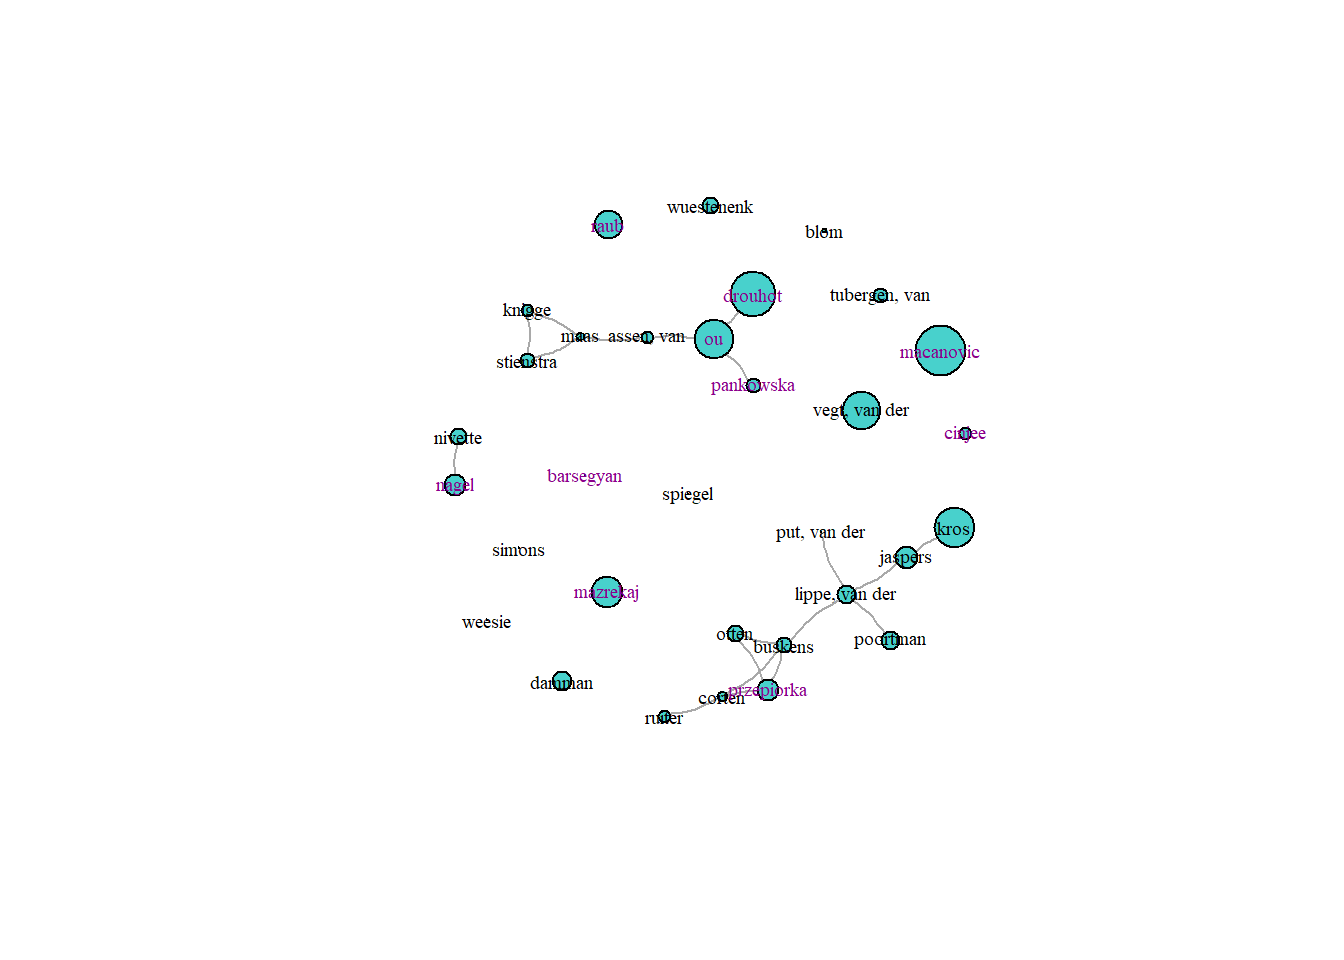 wuestenenk
raub
blom
drouhot
tubergen, van
knigge
maas
assen, van
ou
macanovic
stienstra
pankowska
vegt, van der
nivette
cinjee
barsegyan
nagel
spiegel
kros
put, van der
simons
jaspers
mazrekaj
lippe, van der
weesie
otten
buskens
poortman
damman
przepiorka
corten
ruiter